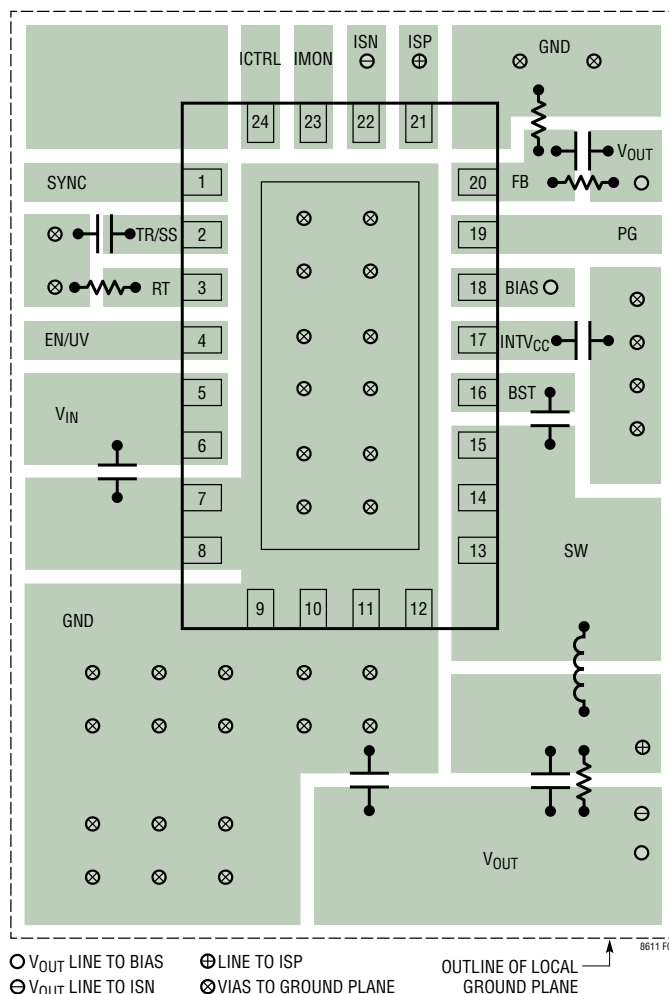 ICTRL IMON ISN ISP GND
24 23 22 21
SYNC 1 20 FB VOUT
TR/SS 2 19 PG
RT 3 18 BIAS
EN/UV 4 17 INTVCC
5 16 BST
VIN
6 15
7 14
8 13 SW
9 10 11 12
GND
VOUT
8611 F0
VOUT LINE TO BIAS LINE TO ISP OUTLINE OF LOCAL
VOUT LINE TO ISN VIAS TO GROUND PLANE GROUND PLANE